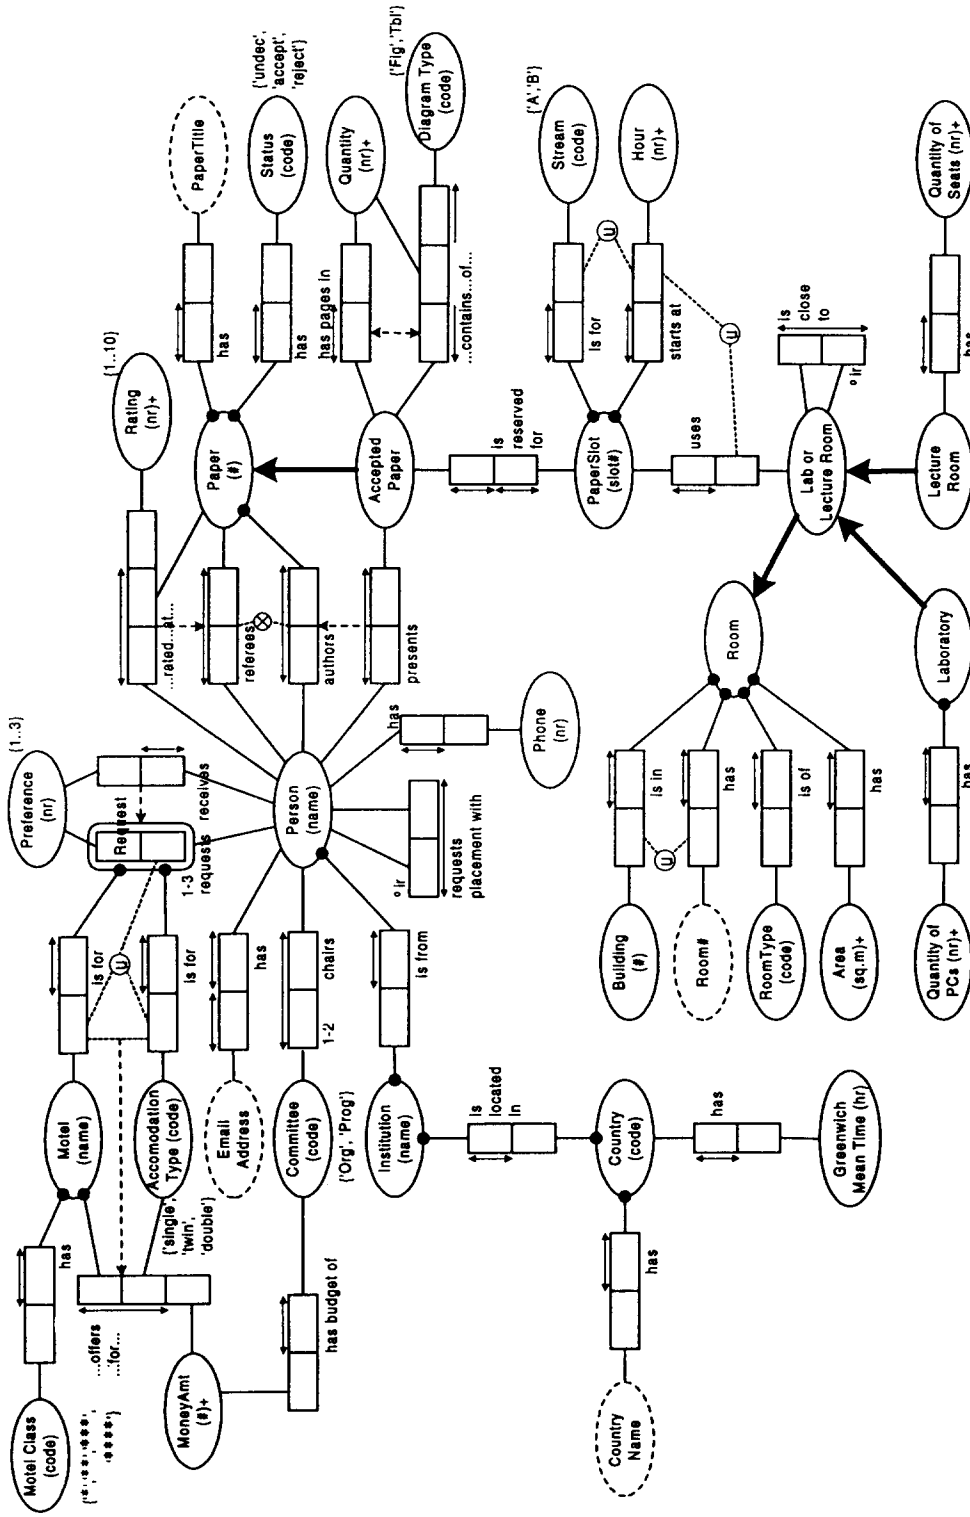 Motel Class
(code)
{'*','**','***',
'****'}
has
Motel
(name)
is for
Preference
(nr)
{1..3}
Request
1-3
requests
receives
Rating
(nr)+
{1..10}
...offers
...for...
Accomodation
Type (code)
{'single',
'twin',
'double'}
is for
U
MoneyAmt
(#)+
has budget of
Email
Address
has
Committee
(code)
{'Org', 'Prog'}
1-2
chairs
Institution
(name)
is from
Person
(name)
° ir
requests
placement with
has
Phone
(nr)
...rated...at...
referees
authors
presents
Paper
(#)
has
PaperTitle
has
Status
(code)
{'undec',
'accept',
'reject'}
Accepted
Paper
has pages in
Quantity
(nr)+
...contains...of...
Diagram Type
(code)
{'Fig','Tbl'}
is
located
in
Country
(code)
has
Country
Name
has
Greenwich
Mean Time (hr)
is
reserved
for
PaperSlot
(slot#)
is for
Stream
(code)
{'A','B'}
U
starts at
Hour
(nr)+
uses
U
Building
(#)
is in
U
Room#
has
RoomType
(code)
is of
Area
(sq.m)+
has
Room
Lab or
Lecture Room
° ir
is
close
to
Quantity of
PCs (nr)+
has
Laboratory
Lecture
Room
has
Quantity of
Seats (nr)+